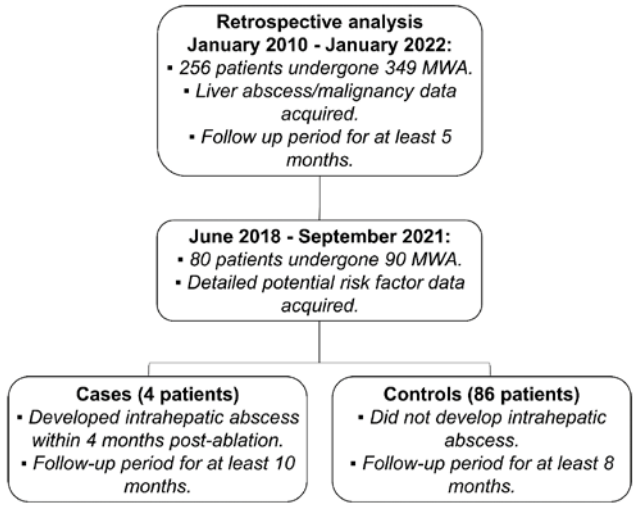 Retrospective analysis
January 2010 - January 2022:
▪ 256 patients undergone 349 MWA.
▪ Liver abscess/malignancy data
acquired.
▪ Follow up period for at least 5
months.
June 2018 - September 2021:
▪ 80 patients undergone 90 MWA.
▪ Detailed potential risk factor data
acquired.
Cases (4 patients)
▪ Developed intrahepatic abscess
within 4 months post-ablation.
▪ Follow-up period for at least 10
months.
Controls (86 patients)
▪ Did not develop intrahepatic
abscess.
▪ Follow-up period for at least 8
months.